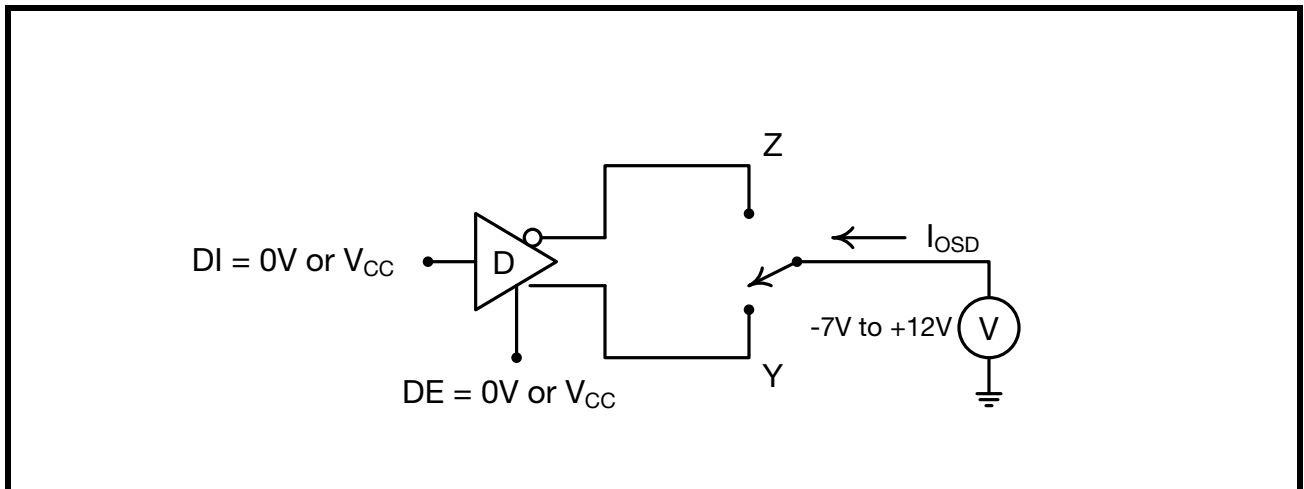 Z
I_OSD
DI = 0V or V_CC
D
-7V to +12V
V
Y
DE = 0V or V_CC